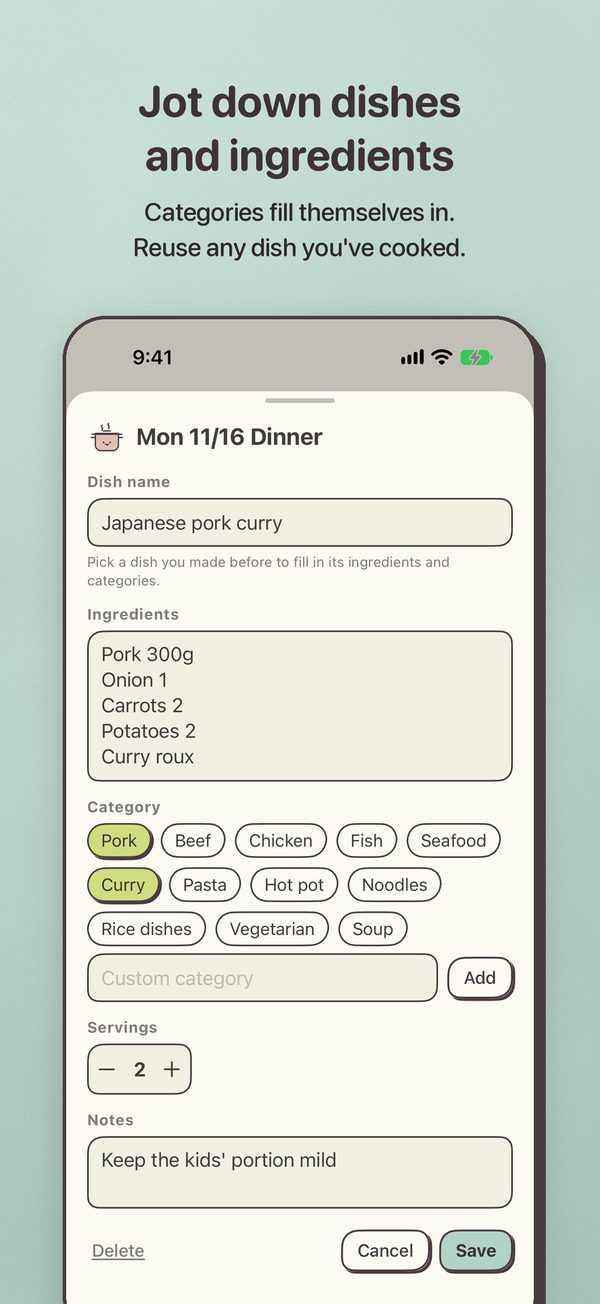 Jot down dishes
and ingredients
Categories fill themselves in.
Reuse any dish you've cooked.
9:41
Mon 11/16 Dinner
Dish name
Japanese pork curry
Pick a dish you made before to fill in its ingredients and
categories.
Ingredients
Pork 300g
Onion 1
Carrots 2
Potatoes 2
Curry roux
Category
Pork Beef Chicken Fish Seafood
Curry Pasta Hot pot Noodles
Rice dishes Vegetarian Soup
Custom category Add
Servings
− 2 +
Notes
Keep the kids' portion mild
Delete Cancel Save